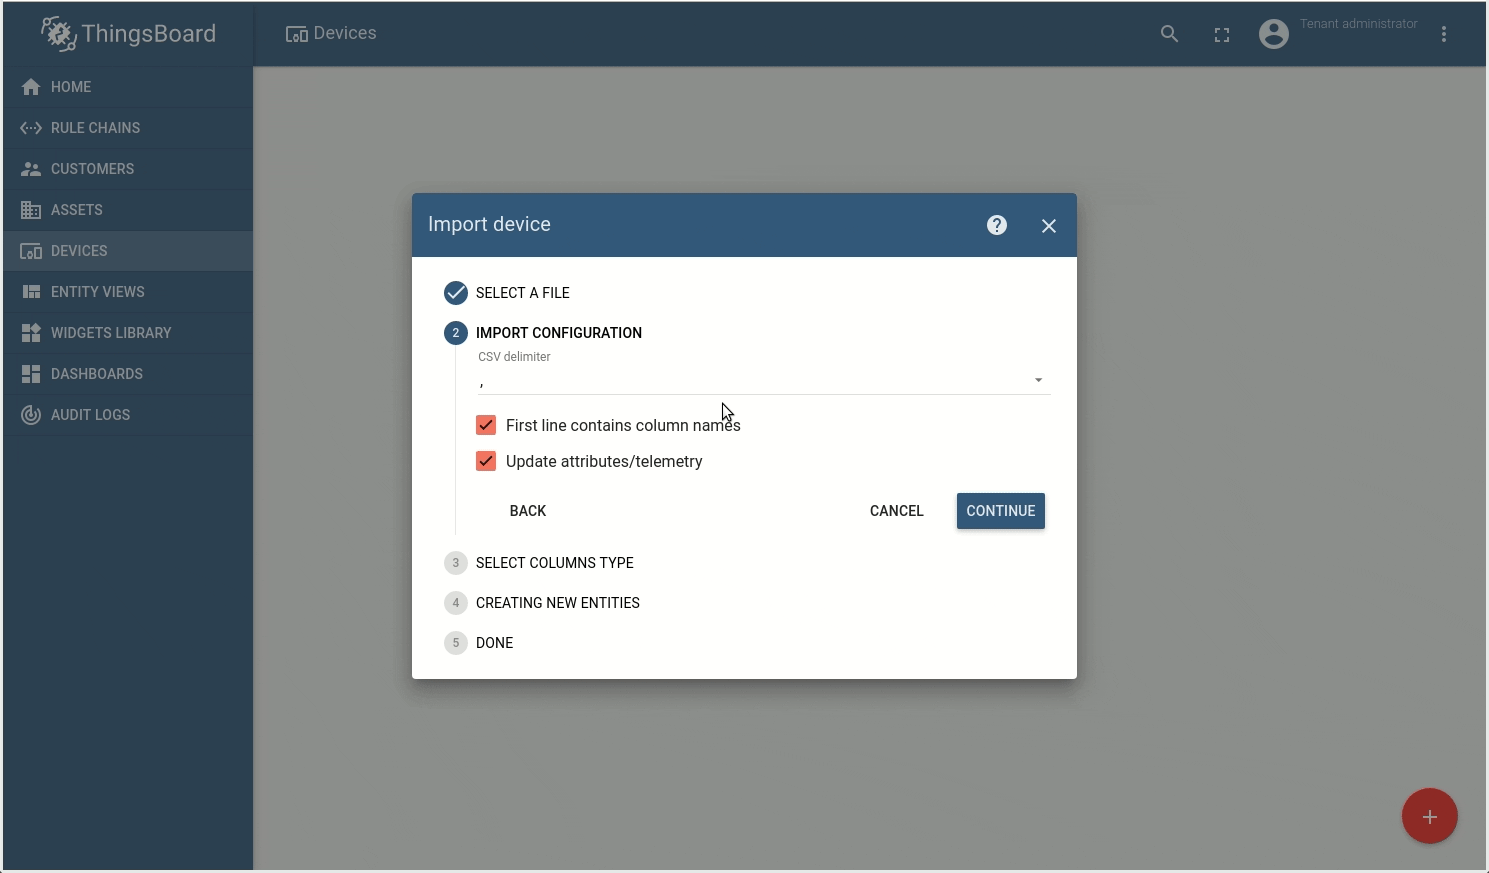 ThingsBoard
Devices
Tenant administrator
HOME
RULE CHAINS
CUSTOMERS
ASSETS
DEVICES
ENTITY VIEWS
WIDGETS LIBRARY
DASHBOARDS
AUDIT LOGS
Import device
?
SELECT A FILE
2 IMPORT CONFIGURATION
CSV delimiter
,
First line contains column names
Update attributes/telemetry
BACK CANCEL CONTINUE
3 SELECT COLUMNS TYPE
4 CREATING NEW ENTITIES
5 DONE
+